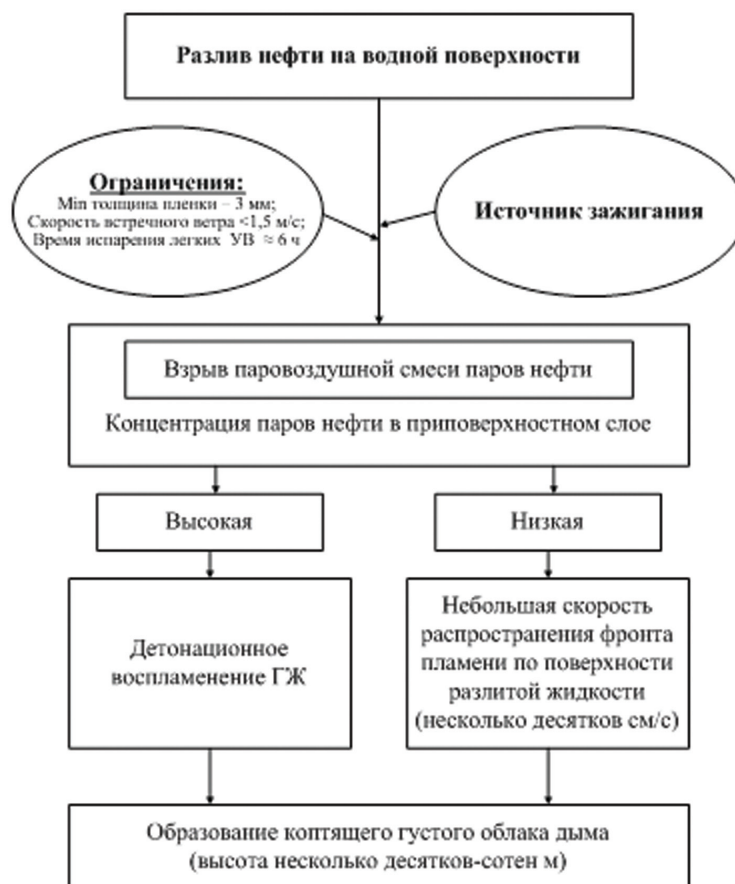 Разлив нефти на водной поверхности
Ограничения:
Min толщина пленки – 3 мм;
Скорость встречного ветра <1,5 м/с;
Время испарения легких УВ ≈ 6 ч
Источник зажигания
Взрыв паровоздушной смеси паров нефти
Концентрация паров нефти в приповерхностном слое
Высокая
Низкая
Детонационное
воспламенение ГЖ
Небольшая скорость
распространения фронта
пламени по поверхности
разлитой жидкости
(несколько десятков см/с)
Образование коптящего густого облака дыма
(высота несколько десятков-сотен м)